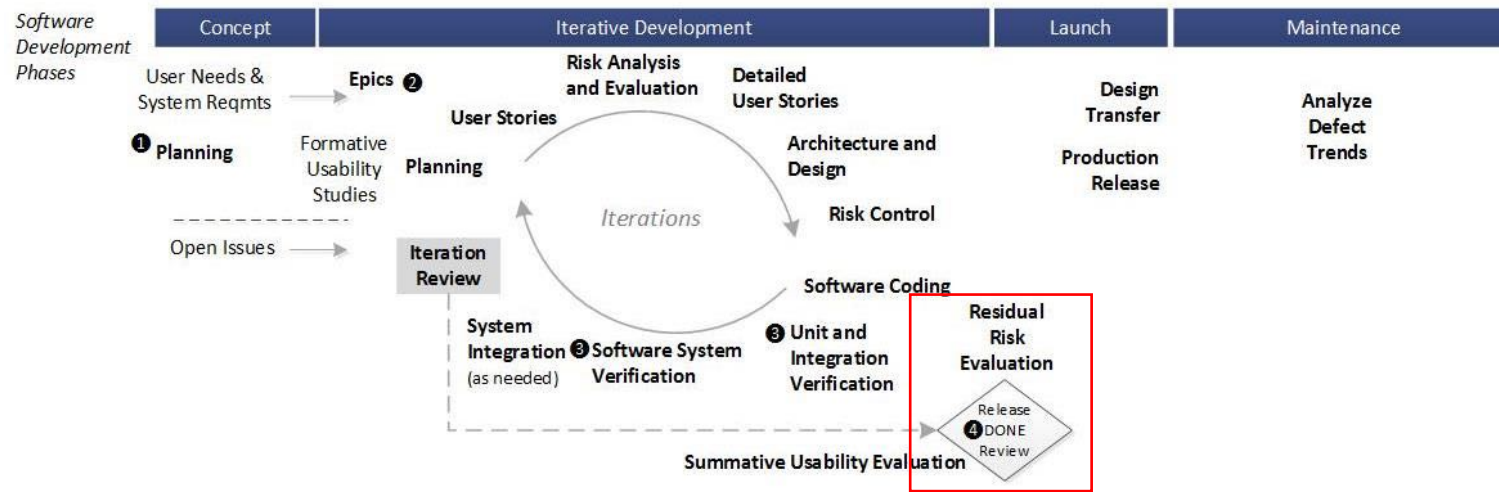 Software
Development
Phases
Concept
Iterative Development
Launch
Maintenance
User Needs &
System Reqmts
❶ Planning
Open Issues
Epics ❷
Formative
Usability
Studies
Planning
User Stories
Risk Analysis
and Evaluation
Detailed
User Stories
Architecture and
Design
Risk Control
Iterations
Software Coding
❸ Unit and
Integration
Verification
❸ Software System
Verification
System
Integration
(as needed)
Iteration
Review
Summative Usability Evaluation
Residual
Risk
Evaluation
Release
❹ DONE
Review
Design
Transfer
Production
Release
Analyze
Defect
Trends